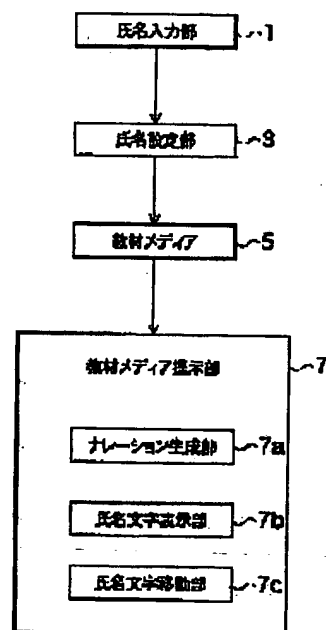 氏名入力部 1
氏名設定部 3
教材メディア 5
教材メディア提示部 7
ナレーション生成部 7a
氏名文字表示部 7b
氏名文字移動部 7c